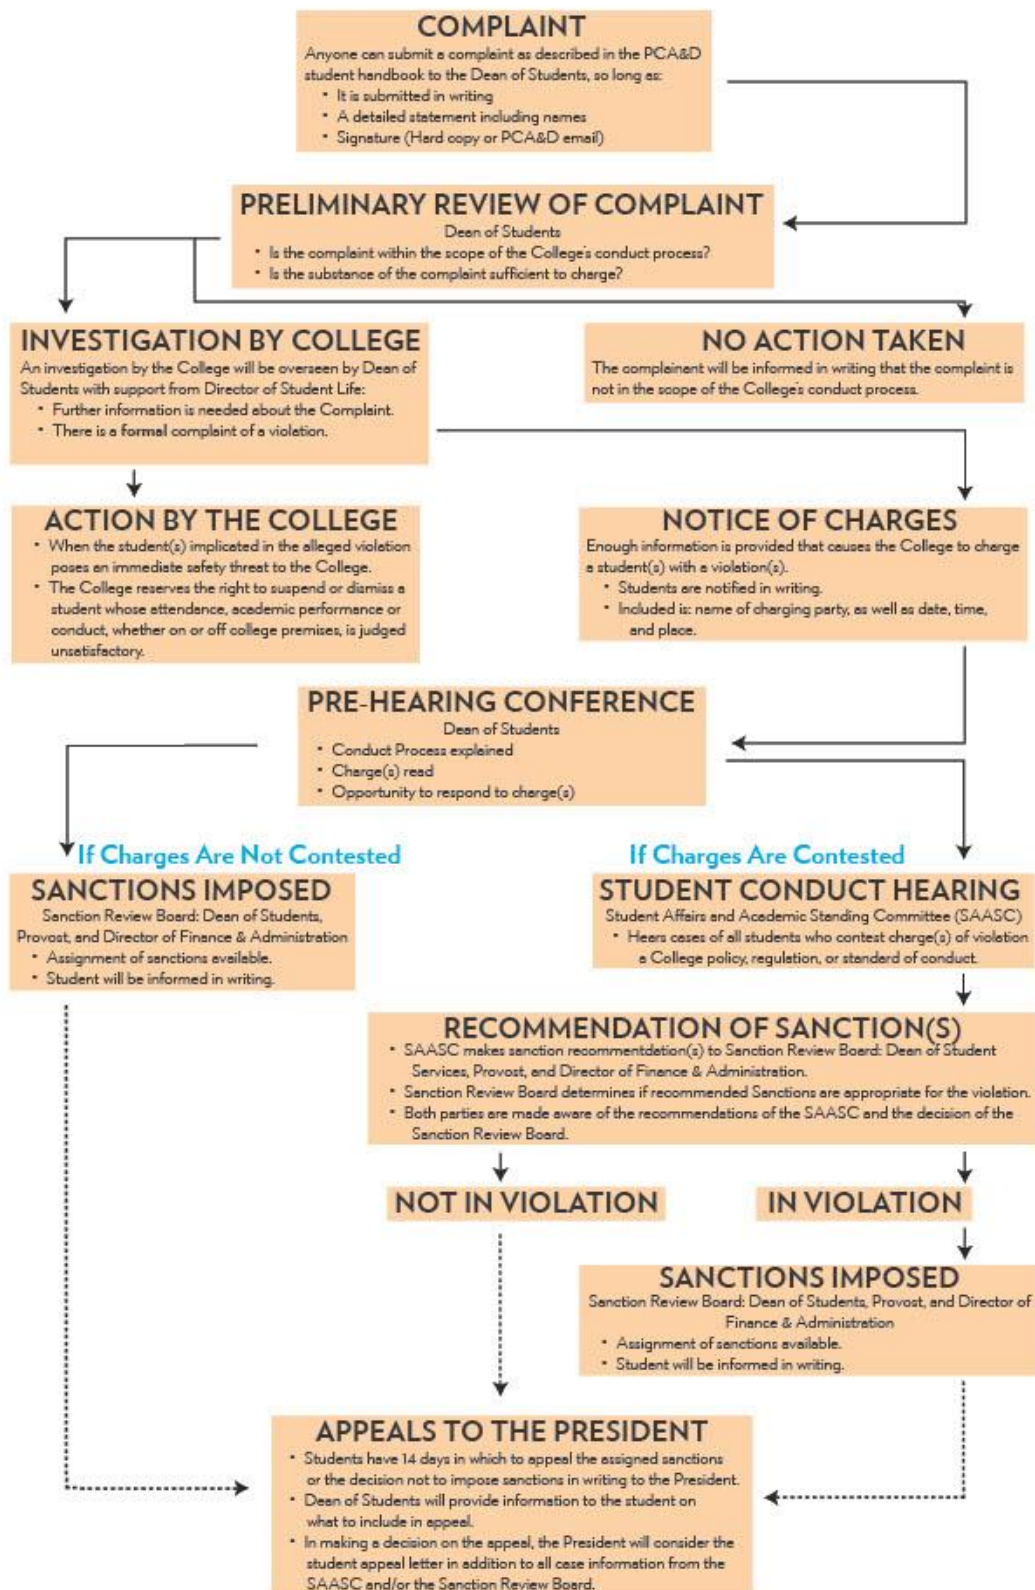 COMPLAINT
Anyone can submit a complaint as described in the PCA&D
student handbook to the Dean of Students, so long as:
• It is submitted in writing
• A detailed statement including names
• Signature (Hard copy or PCA&D email)
PRELIMINARY REVIEW OF COMPLAINT
Dean of Students
• Is the complaint within the scope of the College's conduct process?
• Is the substance of the complaint sufficient to charge?
INVESTIGATION BY COLLEGE
An investigation by the College will be overseen by Dean of
Students with support from Director of Student Life:
• Further information is needed about the Complaint.
• There is a formal complaint of a violation.
NO ACTION TAKEN
The complainant will be informed in writing that the complaint is
not in the scope of the College's conduct process.
ACTION BY THE COLLEGE
• When the student(s) implicated in the alleged violation
poses an immediate safety threat to the College.
• The College reserves the right to suspend or dismiss a
student whose attendance, academic performance or
conduct, whether on or off college premises, is judged
unsatisfactory.
NOTICE OF CHARGES
Enough information is provided that causes the College to charge
a student(s) with a violation(s).
• Students are notified in writing.
• Included is: name of charging party, as well as date, time,
and place.
PRE-HEARING CONFERENCE
Dean of Students
• Conduct Process explained
• Charge(s) read
• Opportunity to respond to charge(s)
If Charges Are Not Contested
SANCTIONS IMPOSED
Sanction Review Board: Dean of Students,
Provost, and Director of Finance & Administration
• Assignment of sanctions available.
• Student will be informed in writing.
If Charges Are Contested
STUDENT CONDUCT HEARING
Student Affairs and Academic Standing Committee (SAASC)
• Hears cases of all students who contest charge(s) of violation
a College policy, regulation, or standard of conduct.
RECOMMENDATION OF SANCTION(S)
• SAASC makes sanction recommentdation(s) to Sanction Review Board: Dean of Student
Services, Provost, and Director of Finance & Administration.
• Sanction Review Board determines if recommended Sanctions are appropriate for the violation.
• Both parties are made aware of the recommendations of the SAASC and the decision of the
Sanction Review Board.
NOT IN VIOLATION
IN VIOLATION
SANCTIONS IMPOSED
Sanction Review Board: Dean of Students, Provost, and Director of
Finance & Administration
• Assignment of sanctions available.
• Student will be informed in writing.
APPEALS TO THE PRESIDENT
• Students have 14 days in which to appeal the assigned sanctions
or the decision not to impose sanctions in writing to the President.
• Dean of Students will provide information to the student on
what to include in appeal.
• In making a decision on the appeal, the President will consider the
student appeal letter in addition to all case information from the
SAASC and/or the Sanction Review Board.